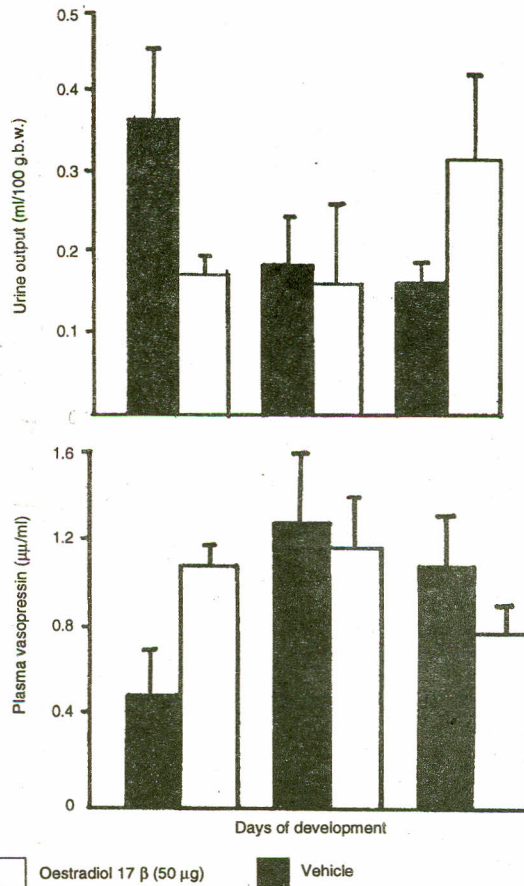 0.5
0.4
0.3
0.2
0.1
Urine output (ml/100 g.b.w.)
1.6
1.2
0.8
0.4
0
Plasma vasopressin (μμ/ml)
Days of development
Oestradiol 17 β (50 μg)
Vehicle